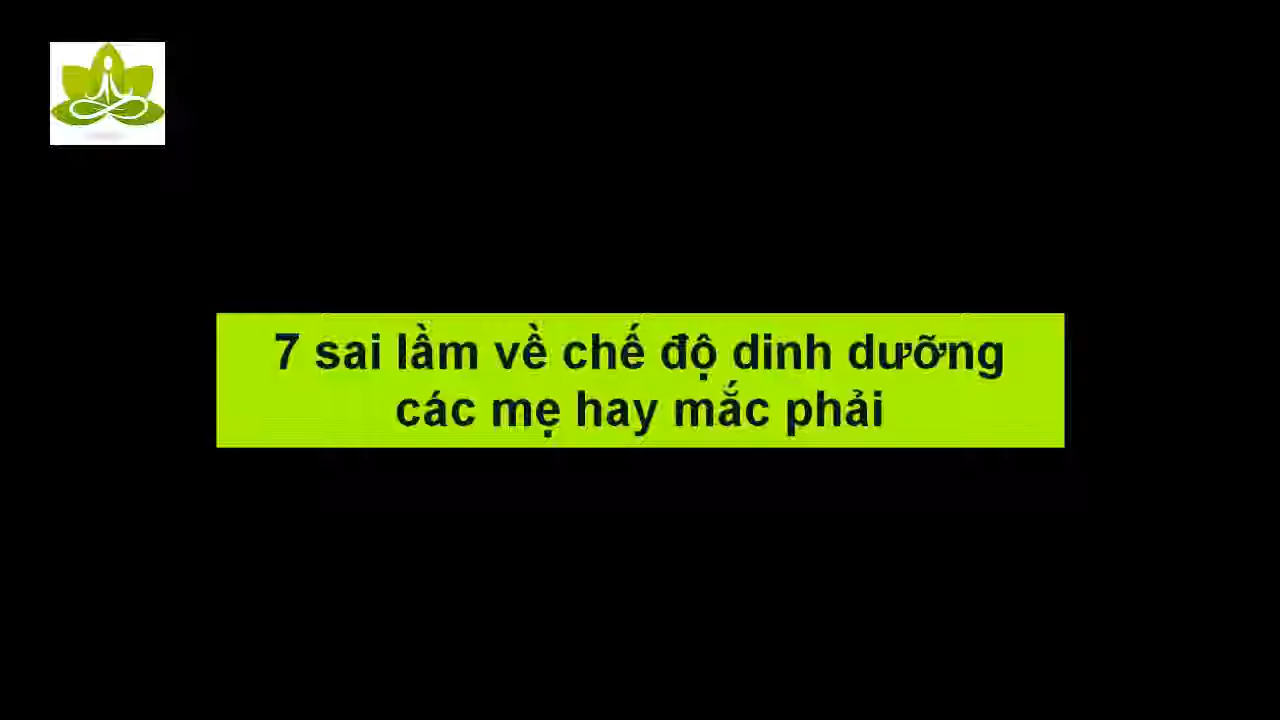 7 sai lầm về chế độ dinh dưỡng
các mẹ hay mắc phải